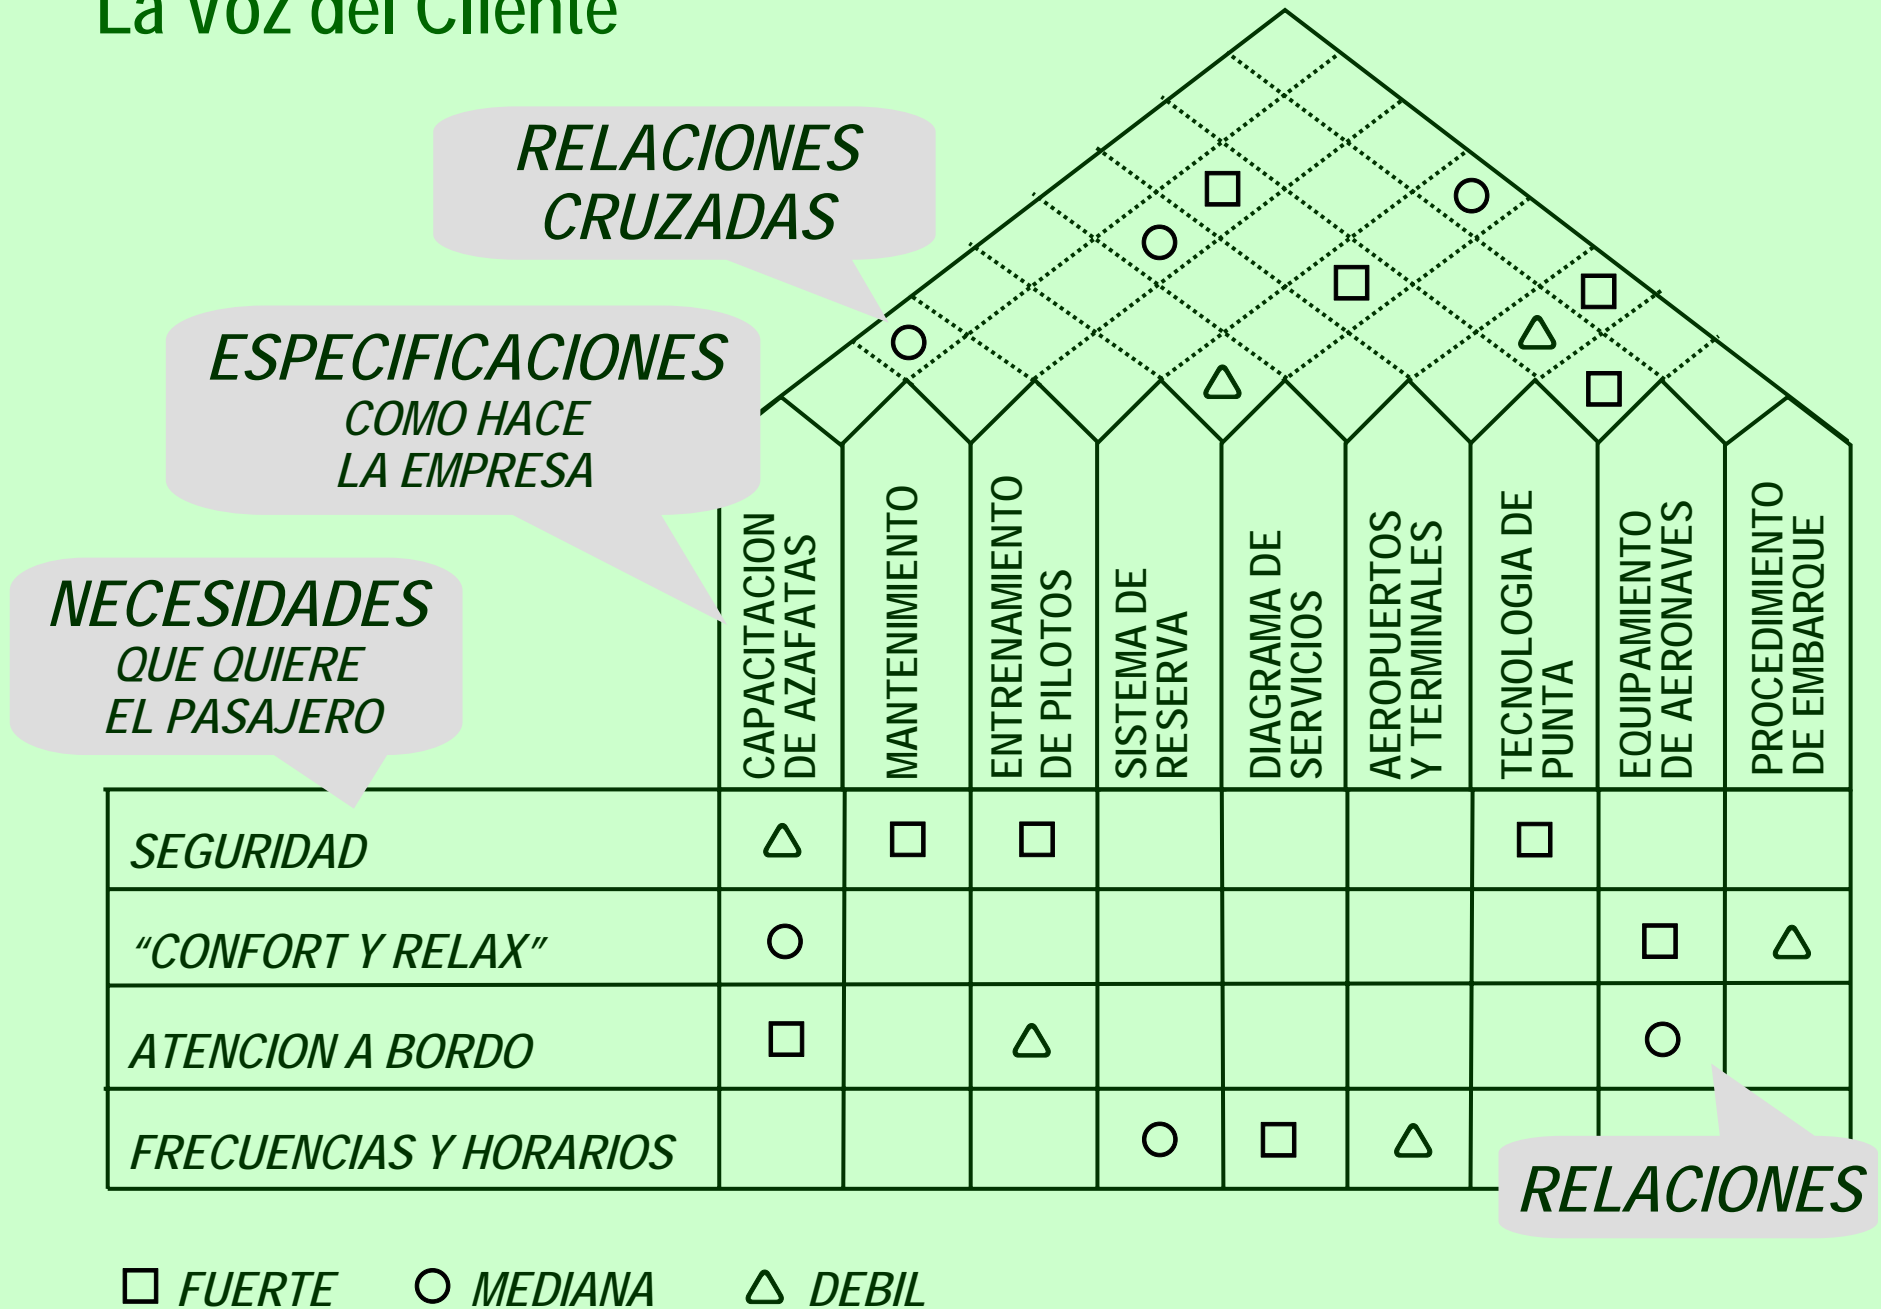 La Voz del Cliente
RELACIONES
CRUZADAS
ESPECIFICACIONES
COMO HACE
LA EMPRESA
NECESIDADES
QUE QUIERE
EL PASAJERO
CAPACITACION
DE AZAFATAS
MANTENIMIENTO
ENTRENAMIENTO
DE PILOTOS
SISTEMA DE
RESERVA
DIAGRAMA DE
SERVICIOS
AEROPUERTOS
Y TERMINALES
TECNOLOGIA DE
PUNTA
EQUIPAMIENTO
DE AERONAVES
PROCEDIMIENTO
DE EMBARQUE
SEGURIDAD
“CONFORT Y RELAX”
ATENCION A BORDO
FRECUENCIAS Y HORARIOS
RELACIONES
FUERTE MEDIANA DEBIL